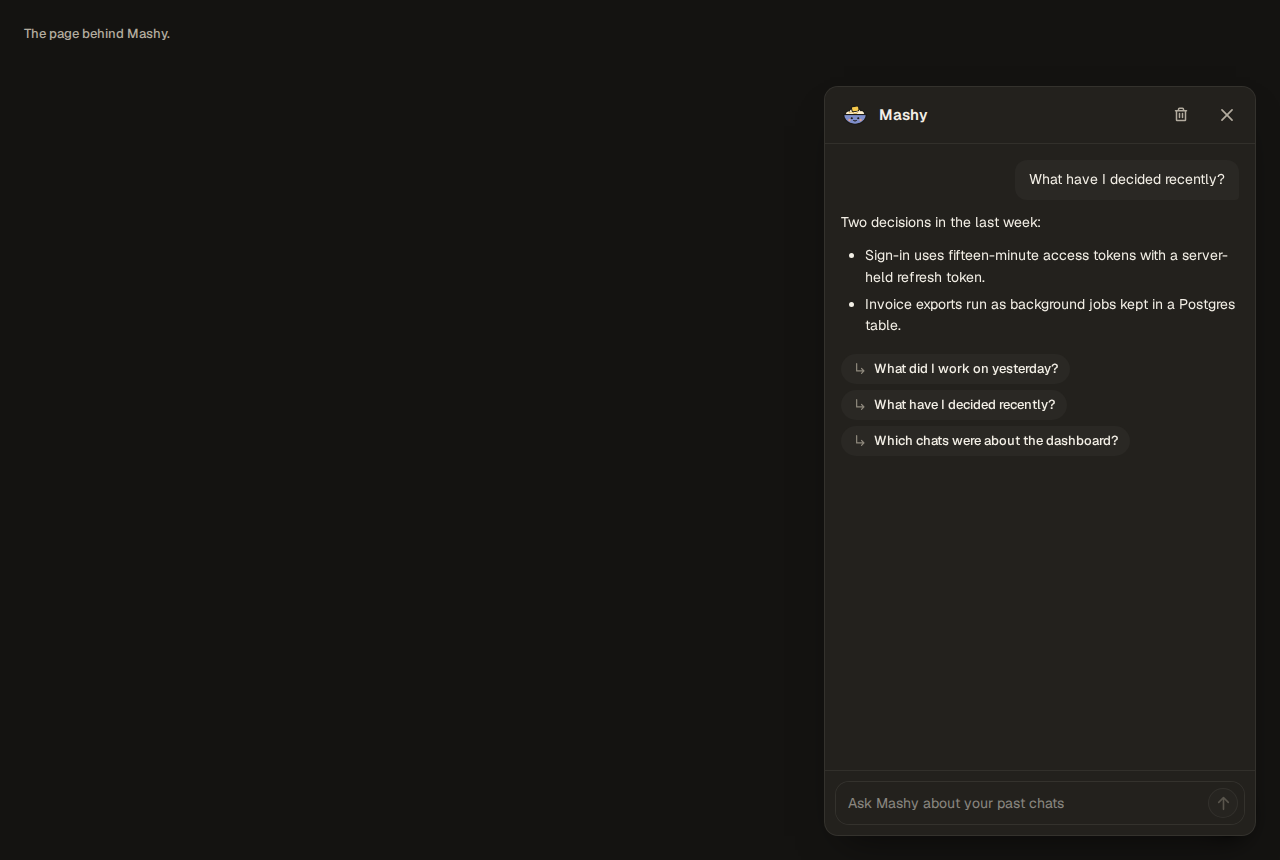 The page behind Mashy.
Mashy
What have I decided recently?
Two decisions in the last week:
Sign-in uses fifteen-minute access tokens with a server-
held refresh token.
Invoice exports run as background jobs kept in a Postgres
table.
What did I work on yesterday?
What have I decided recently?
Which chats were about the dashboard?
Ask Mashy about your past chats